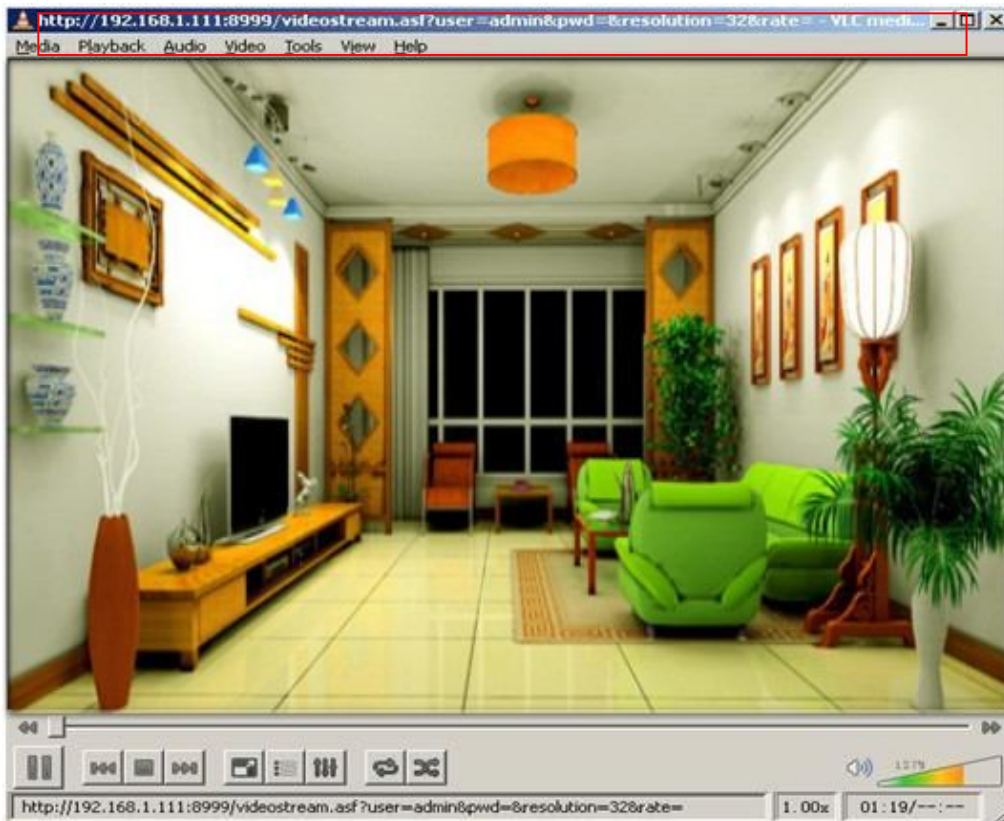 http://192.168.1.111:8999/videostream.asf?user=admin&pwd=&resolution=32&rate= - VLC medi...
Media Playback Audio Video Tools View Help
http://192.168.1.111:8999/videostream.asf?user=admin&pwd=&resolution=32&rate= 1.00x 01:19/--:--